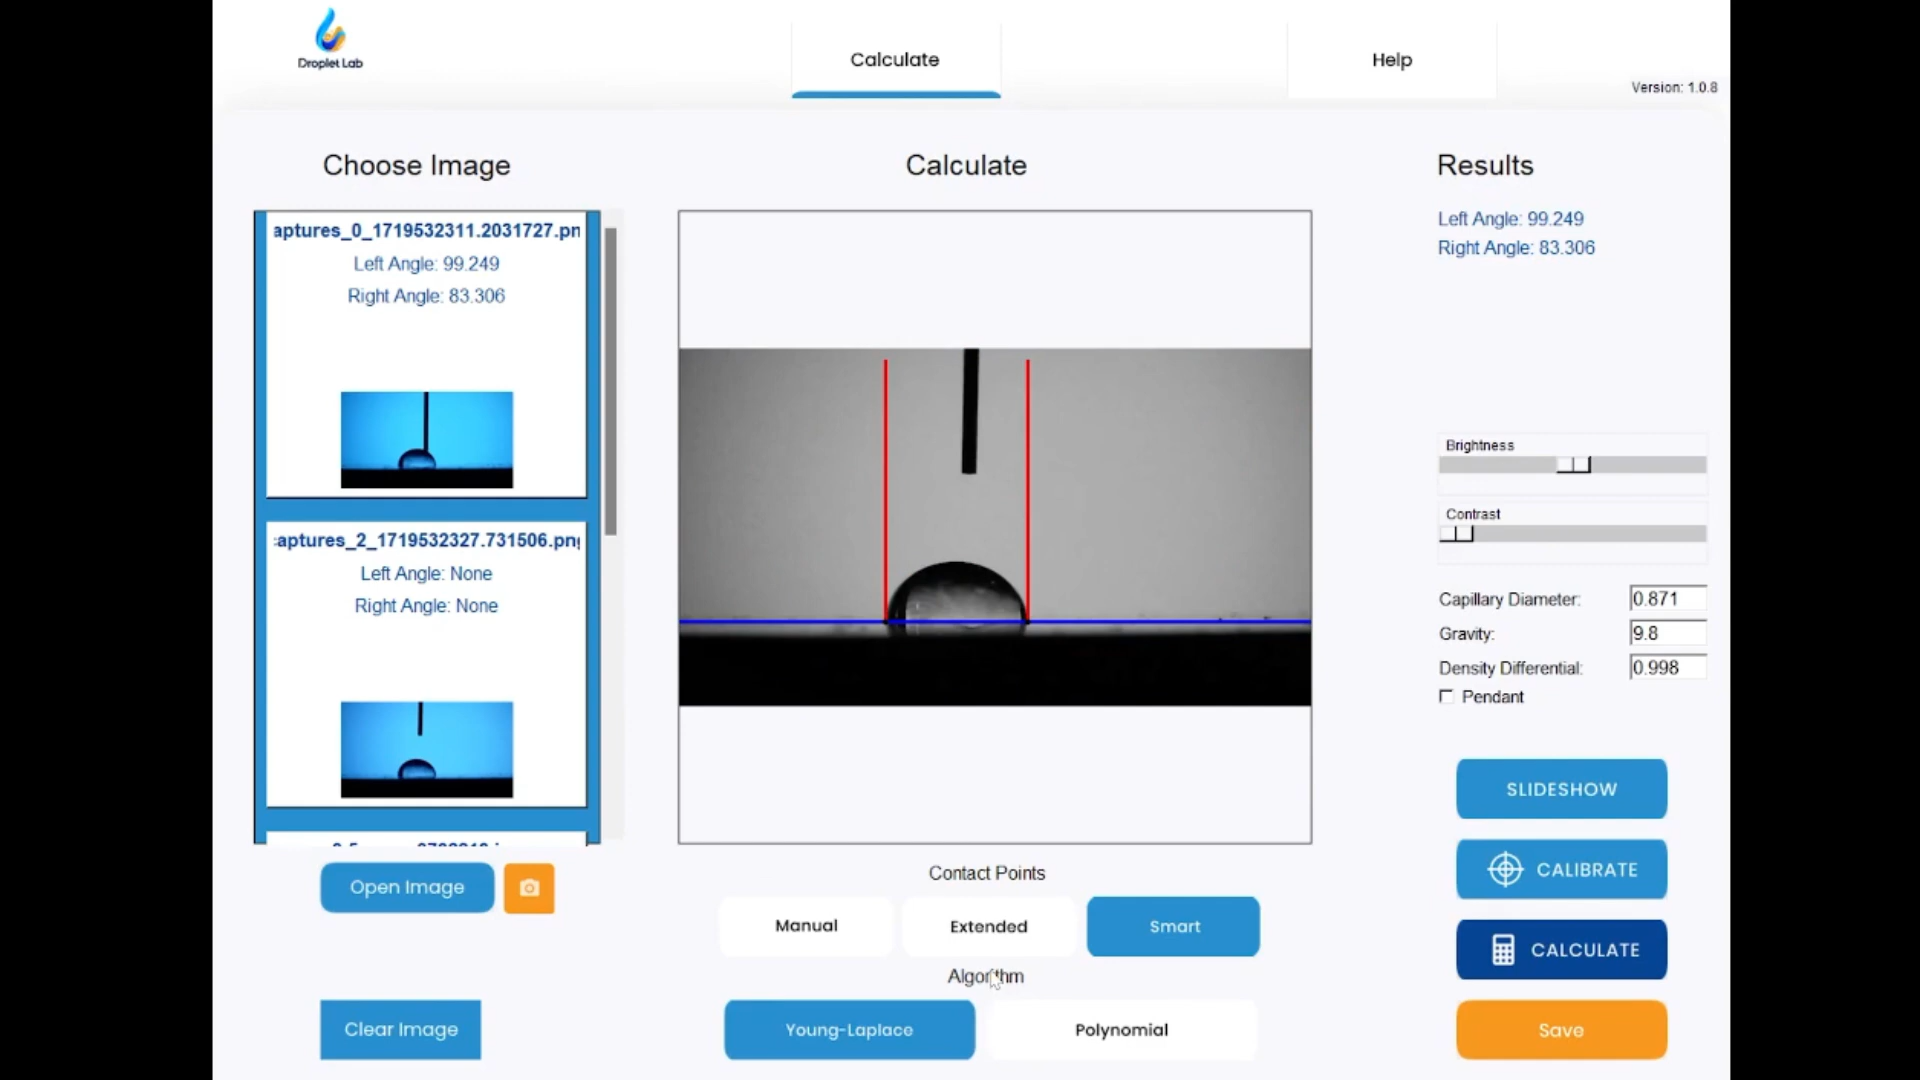 Droplet Lab
Calculate
Help
Version: 1.0.8
Choose Image
Calculate
Results
aptures_0_1719532311.2031727.pn
Left Angle: 99.249
Right Angle: 83.306
Left Angle: 99.249
Right Angle: 83.306
aptures_2_1719532327.731506.png
Left Angle: None
Right Angle: None
Brightness
Contrast
Capillary Diameter: 0.871
Gravity: 9.8
Density Differential: 0.998
Pendant
SLIDESHOW
CALIBRATE
CALCULATE
Save
Open Image
Clear Image
Contact Points
Manual
Extended
Smart
Algorithm
Young-Laplace
Polynomial